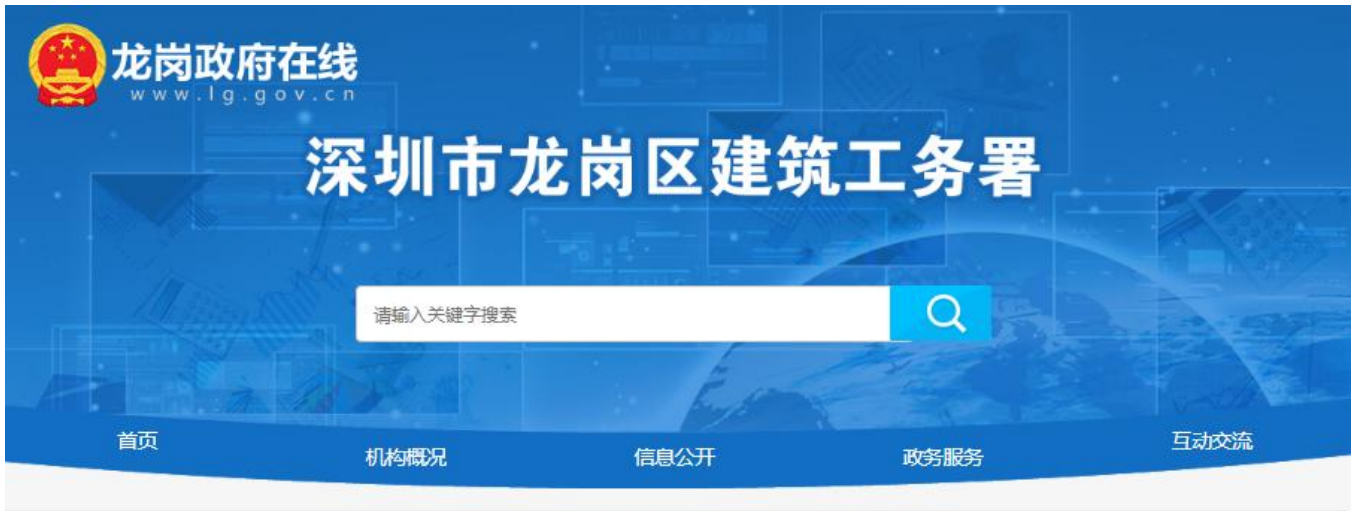 龙岗政府在线
www.lg.gov.cn
深圳市龙岗区建筑工务署
请输入关键字搜索
首页 机构概况 信息公开 政务服务 互动交流